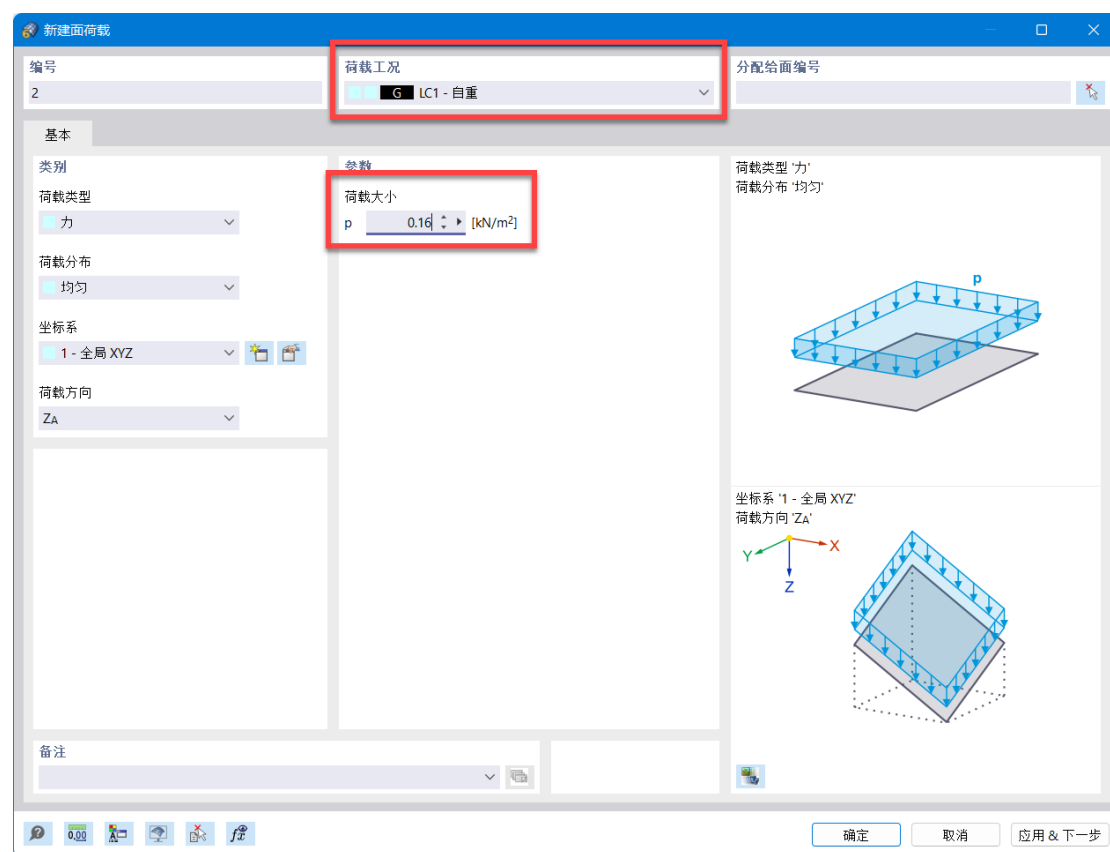 新建面荷载
编号
2
荷载工况
G LC1 - 自重
分配给面编号
基本
类别
荷载类型
力
荷载分布
均匀
坐标系
1 - 全局 XYZ
荷载方向
ZA
参数
荷载大小
p 0.16 [kN/m²]
荷载类型 '力'
荷载分布 '均匀'
p
坐标系 '1 - 全局 XYZ'
荷载方向 'ZA'
Y X
Z
备注
0,00
确定 取消 应用 & 下一步